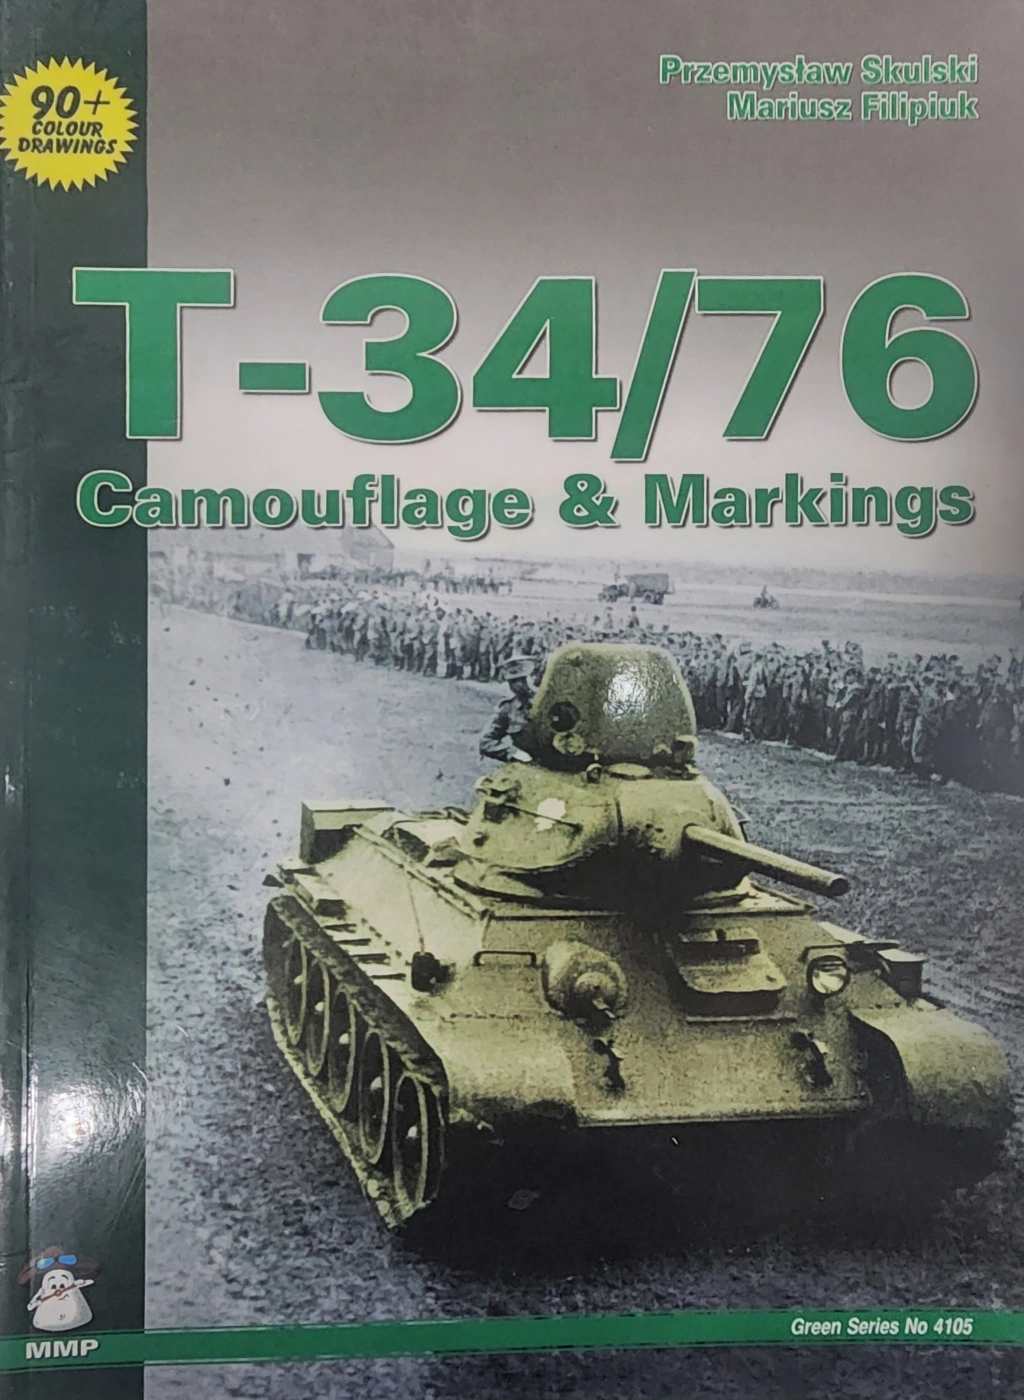 Przemysław Skulski
Mariusz Filipiuk
90+
COLOUR
DRAWINGS
T-34/76
Camouflage & Markings
Green Series No 4105
MMP